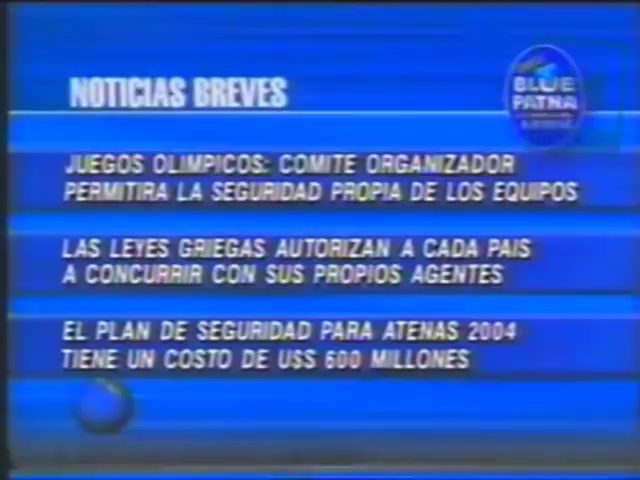 NOTICIAS BREVES
BLUE
PATNA
JUEGOS OLIMPICOS: COMITE ORGANIZADOR
PERMITIRA LA SEGURIDAD PROPIA DE LOS EQUIPOS
LAS LEYES GRIEGAS AUTORIZAN A CADA PAIS
A CONCURRIR CON SUS PROPIOS AGENTES
EL PLAN DE SEGURIDAD PARA ATENAS 2004
TIENE UN COSTO DE US$ 600 MILLONES